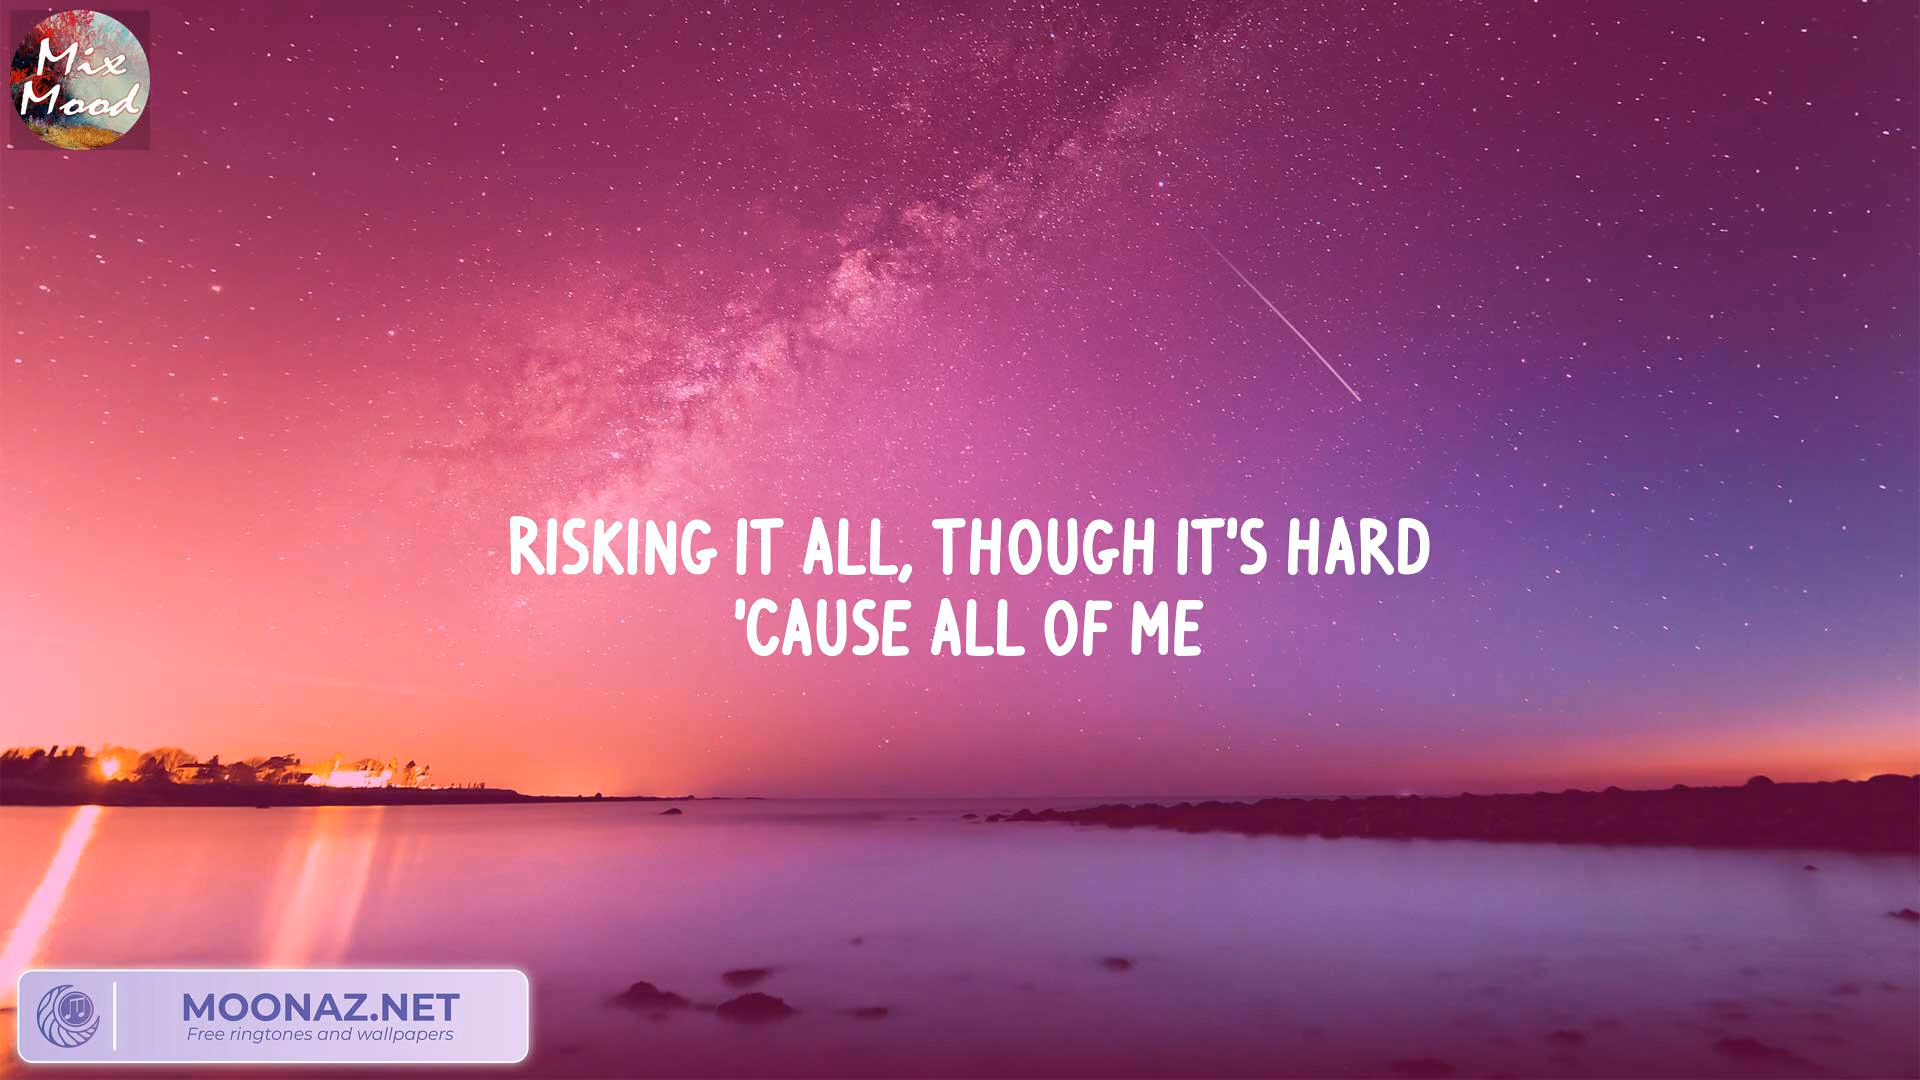 Mix
Mood
RISKING IT ALL, THOUGH IT'S HARD
'CAUSE ALL OF ME
MOONAZ.NET
Free ringtones and wallpapers